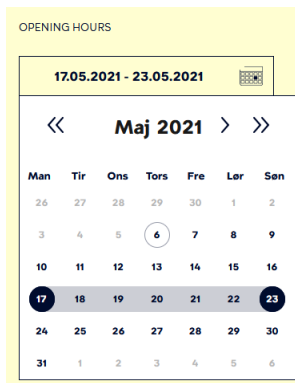 OPENING HOURS
17.05.2021 - 23.05.2021
Maj 2021
Man Tir Ons Tors Fre Lør Søn
26 27 28 29 30 1 2
3 4 5 6 7 8 9
10 11 12 13 14 15 16
17 18 19 20 21 22 23
24 25 26 27 28 29 30
31 1 2 3 4 5 6